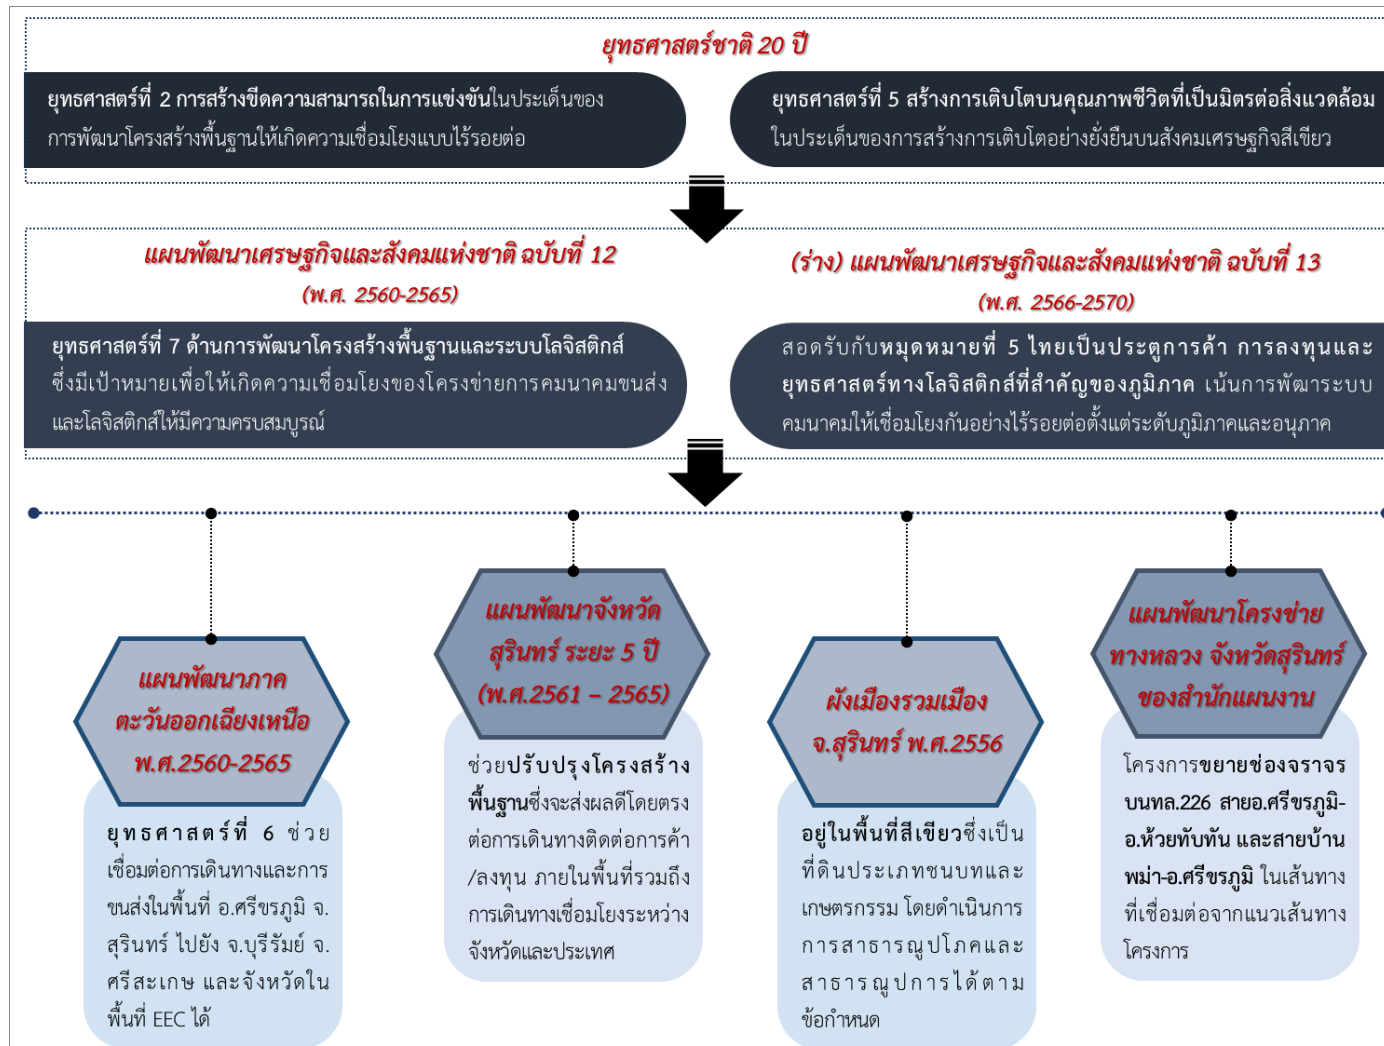 ยุทธศาสตร์ชาติ 20 ปี
ยุทธศาสตร์ที่ 2 การสร้างขีดความสามารถในการแข่งขันในประเด็นของ
การพัฒนาโครงสร้างพื้นฐานให้เกิดความเชื่อมโยงแบบไร้รอยต่อ
ยุทธศาสตร์ที่ 5 สร้างการเติบโตบนคุณภาพชีวิตที่เป็นมิตรต่อสิ่งแวดล้อม
ในประเด็นของการสร้างการเติบโตอย่างยั่งยืนบนสังคมเศรษฐกิจสีเขียว
แผนพัฒนาเศรษฐกิจและสังคมแห่งชาติ ฉบับที่ 12
(พ.ศ. 2560-2565)
ยุทธศาสตร์ที่ 7 ด้านการพัฒนาโครงสร้างพื้นฐานและระบบโลจิสติกส์
ซึ่งมีเป้าหมายเพื่อให้เกิดความเชื่อมโยงของโครงข่ายการคมนาคมขนส่ง
และโลจิสติกส์ให้มีความครบสมบูรณ์
(ร่าง) แผนพัฒนาเศรษฐกิจและสังคมแห่งชาติ ฉบับที่ 13
(พ.ศ. 2566-2570)
สอดรับกับหมุดหมายที่ 5 ไทยเป็นประตูการค้า การลงทุนและ
ยุทธศาสตร์ทางโลจิสติกส์ที่สำคัญของภูมิภาค เน้นการพัฒาระบบ
คมนาคมให้เชื่อมโยงกันอย่างไร้รอยต่อตั้งแต่ระดับภูมิภาคและอนุภาค
แผนพัฒนาภาค
ตะวันออกเฉียงเหนือ
พ.ศ.2560-2565
ยุทธศาสตร์ที่ 6 ช่วย
เชื่อมต่อการเดินทางและการ
ขนส่งในพื้นที่ อ.ศรีขรภูมิ จ.
สุรินทร์ ไปยัง จ.บุรีรัมย์ จ.
ศรีสะเกษ และจังหวัดใน
พื้นที่ EEC ได้
แผนพัฒนาจังหวัด
สุรินทร์ ระยะ 5 ปี
(พ.ศ.2561 – 2565)
ช่วยปรับปรุงโครงสร้าง
พื้นฐานซึ่งจะส่งผลดีโดยตรง
ต่อการเดินทางติดต่อการค้า
/ลงทุน ภายในพื้นที่รวมถึง
การเดินทางเชื่อมโยงระหว่าง
จังหวัดและประเทศ
ผังเมืองรวมเมือง
จ.สุรินทร์ พ.ศ.2556
อยู่ในพื้นที่สีเขียวซึ่งเป็น
ที่ดินประเภทชนบทและ
เกษตรกรรม โดยดำเนินการ
การสาธารณูปโภคและ
สาธารณูปการได้ตาม
ข้อกำหนด
แผนพัฒนาโครงข่าย
ทางหลวง จังหวัดสุรินทร์
ของสำนักแผนงาน
โครงการขยายช่องจราจร
บนทล.226 สายอ.ศรีขรภูมิ-
อ.ห้วยทับทัน และสายบ้าน
พม่า-อ.ศรีขรภูมิ ในเส้นทาง
ที่เชื่อมต่อจากแนวเส้นทาง
โครงการ